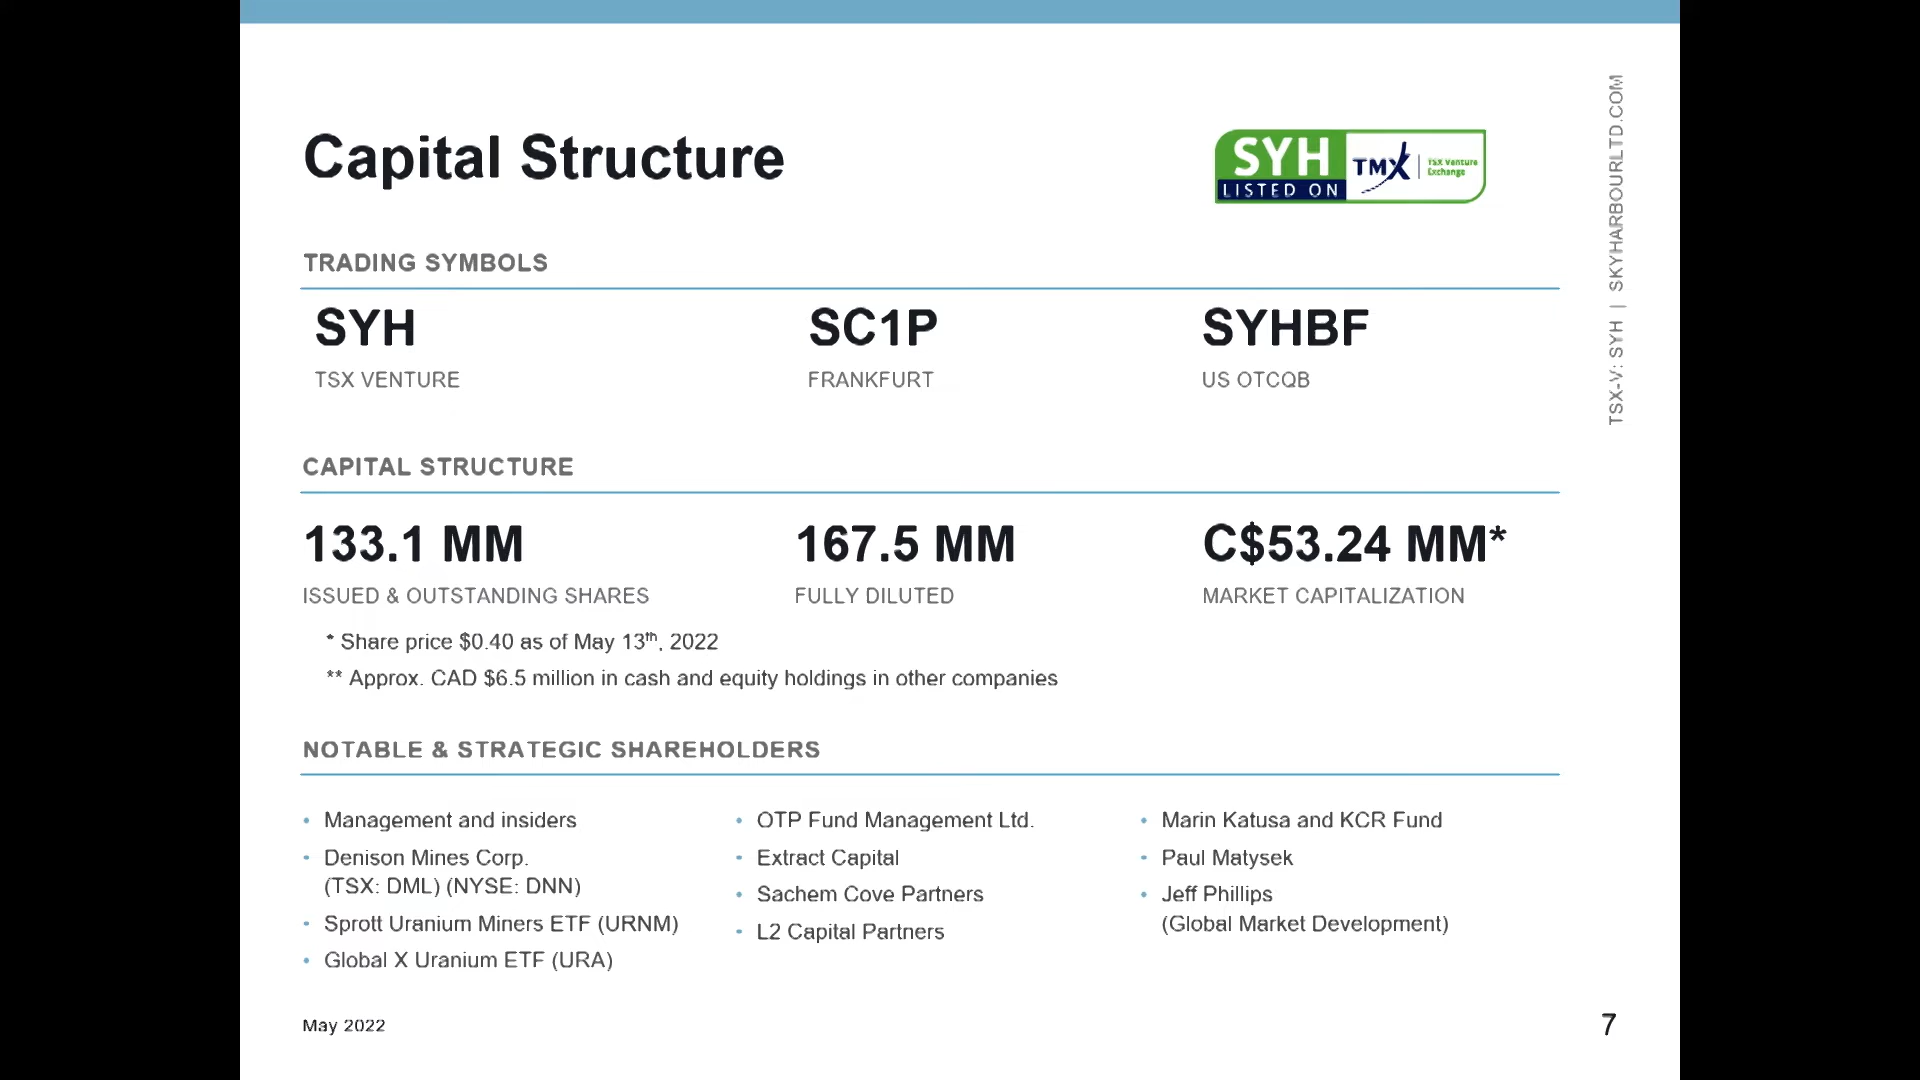 Capital Structure
SYH
LISTED ON
TMX
TSX Venture
Exchange
TSX-V: SYH | SKYHARBOURLTD.COM
TRADING SYMBOLS
SYH
TSX VENTURE
SC1P
FRANKFURT
SYHBF
US OTCQB
CAPITAL STRUCTURE
133.1 MM
ISSUED & OUTSTANDING SHARES
167.5 MM
FULLY DILUTED
C$53.24 MM*
MARKET CAPITALIZATION
* Share price $0.40 as of May 13th, 2022
** Approx. CAD $6.5 million in cash and equity holdings in other companies
NOTABLE & STRATEGIC SHAREHOLDERS
• Management and insiders
• Denison Mines Corp.
(TSX: DML) (NYSE: DNN)
• Sprott Uranium Miners ETF (URNM)
• Global X Uranium ETF (URA)
• OTP Fund Management Ltd.
• Extract Capital
• Sachem Cove Partners
• L2 Capital Partners
• Marin Katusa and KCR Fund
• Paul Matysek
• Jeff Phillips
(Global Market Development)
May 2022
7